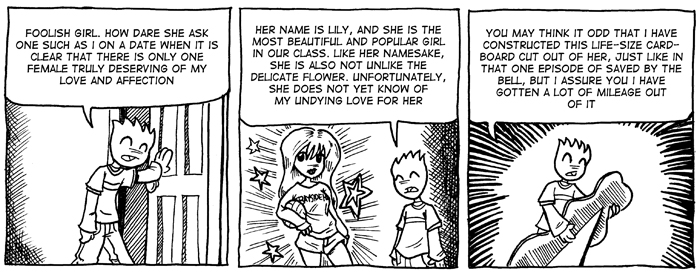 FOOLISH GIRL. HOW DARE SHE ASK
ONE SUCH AS I ON A DATE WHEN IT IS
CLEAR THAT THERE IS ONLY ONE
FEMALE TRULY DESERVING OF MY
LOVE AND AFFECTION
HER NAME IS LILY, AND SHE IS THE
MOST BEAUTIFUL AND POPULAR GIRL
IN OUR CLASS. LIKE HER NAMESAKE,
SHE IS ALSO NOT UNLIKE THE
DELICATE FLOWER. UNFORTUNATELY,
SHE DOES NOT YET KNOW OF
MY UNDYING LOVE FOR HER
YOU MAY THINK IT ODD THAT I HAVE
CONSTRUCTED THIS LIFE-SIZE CARD-
BOARD CUT OUT OF HER, JUST LIKE IN
THAT ONE EPISODE OF SAVED BY THE
BELL, BUT I ASSURE YOU I HAVE
GOTTEN A LOT OF MILEAGE OUT
OF IT